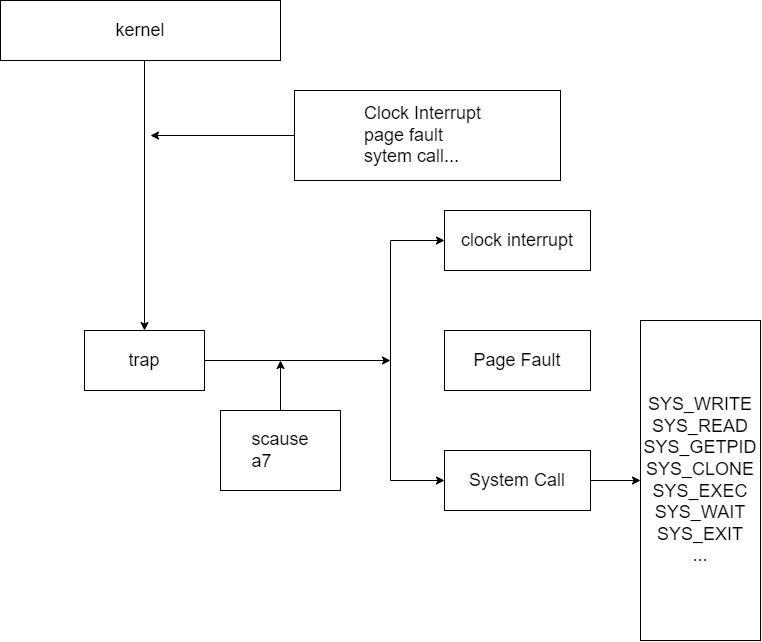 kernel
Clock Interrupt
page fault
sytem call...
clock interrupt
trap
Page Fault
scause
a7
System Call
SYS_WRITE
SYS_READ
SYS_GETPID
SYS_CLONE
SYS_EXEC
SYS_WAIT
SYS_EXIT
...